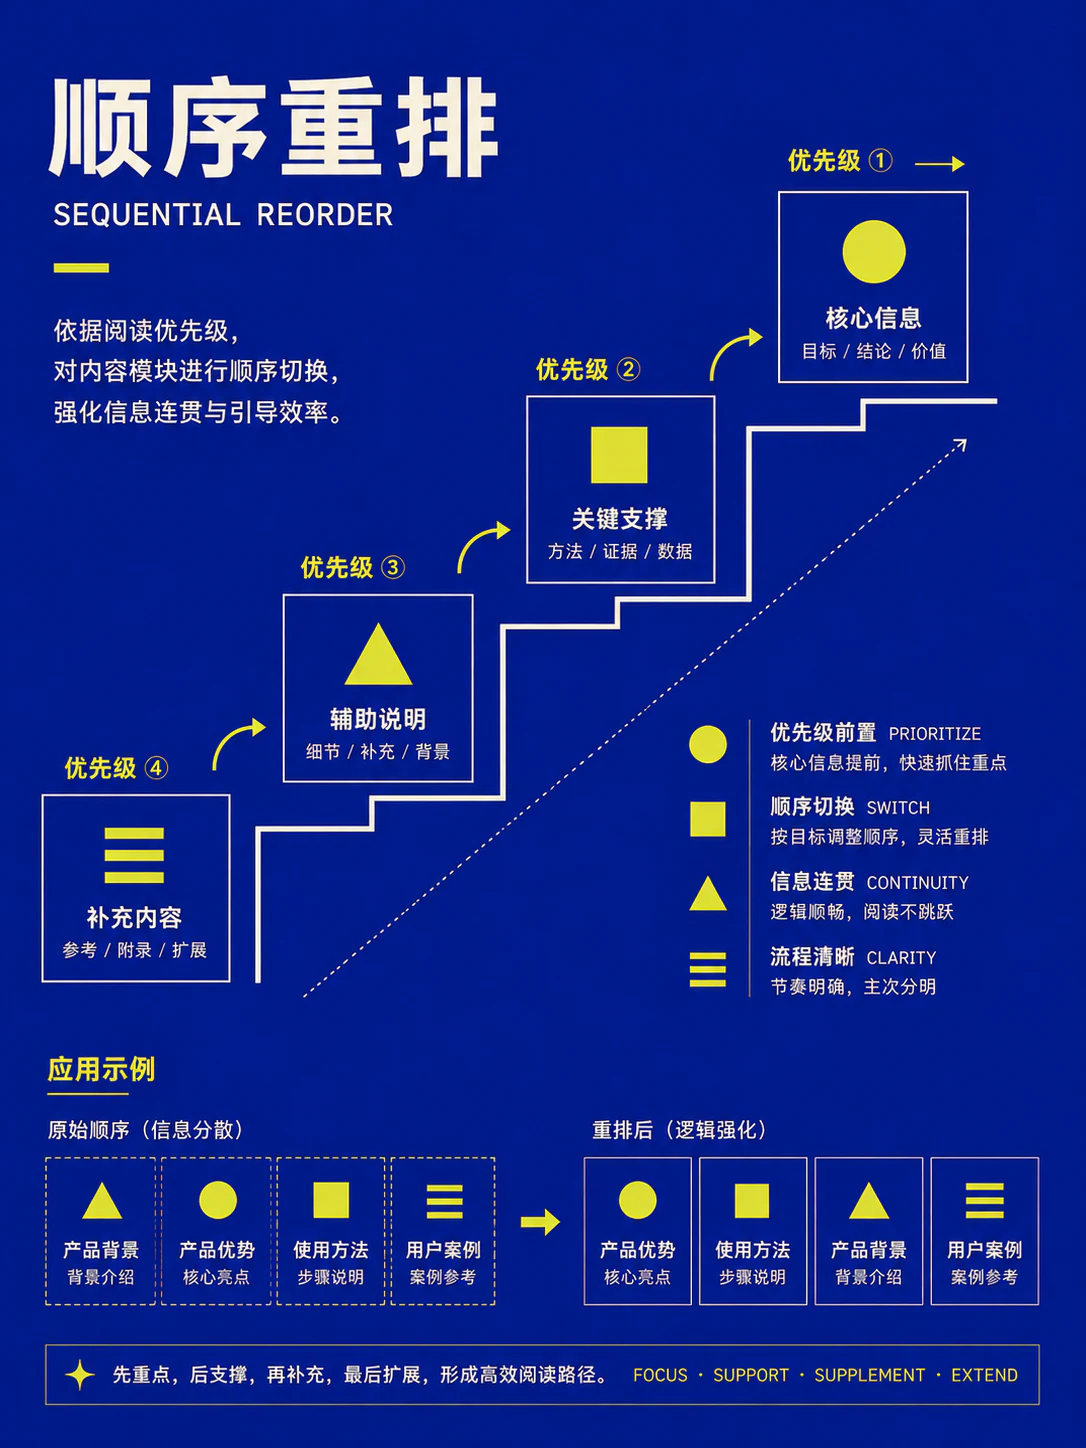 顺序重排
SEQUENTIAL REORDER
依据阅读优先级，
对内容模块进行顺序切换，
强化信息连贯与引导效率。
优先级 ①
核心信息
目标 / 结论 / 价值
优先级 ②
关键支撑
方法 / 证据 / 数据
优先级 ③
辅助说明
细节 / 补充 / 背景
优先级 ④
补充内容
参考 / 附录 / 扩展
优先级前置 PRIORITIZE
核心信息提前，快速抓住重点
顺序切换 SWITCH
按目标调整顺序，灵活重排
信息连贯 CONTINUITY
逻辑顺畅，阅读不跳跃
流程清晰 CLARITY
节奏明确，主次分明
应用示例
原始顺序（信息分散）
产品背景
背景介绍
产品优势
核心亮点
使用方法
步骤说明
用户案例
案例参考
重排后（逻辑强化）
产品优势
核心亮点
使用方法
步骤说明
产品背景
背景介绍
用户案例
案例参考
先重点，后支撑，再补充，最后扩展，形成高效阅读路径。 FOCUS · SUPPORT · SUPPLEMENT · EXTEND